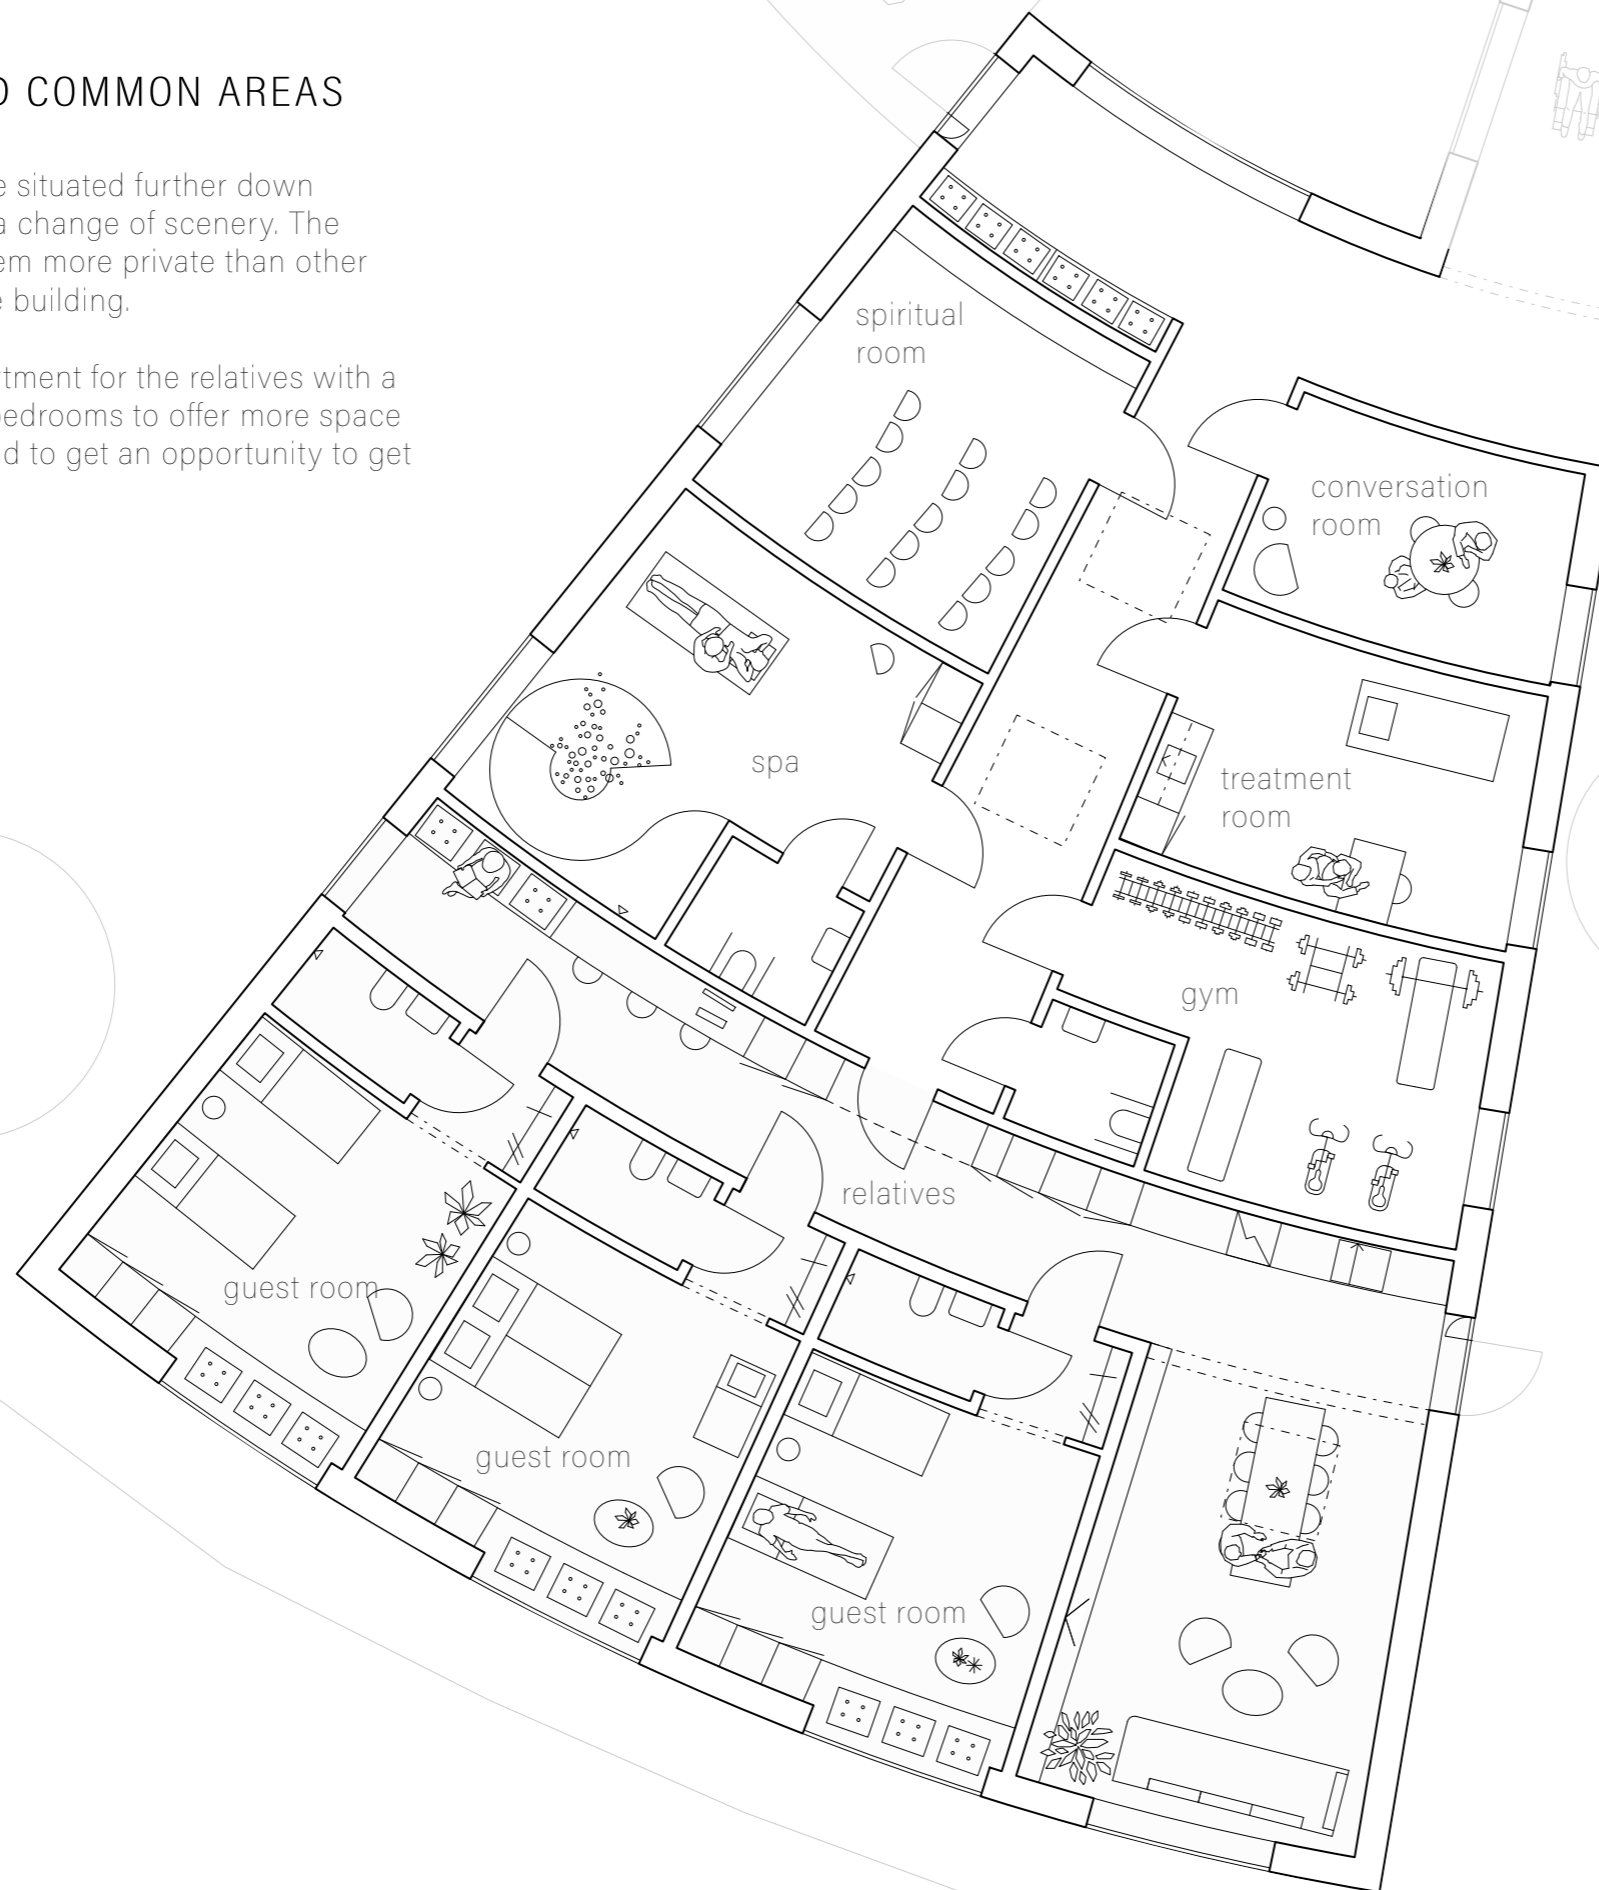 COMMON AREAS
situated further down
a change of scenery. The
more private than other
building.
for the relatives with a
bedrooms to offer more space
to get an opportunity to get
spiritual
room
conversation
room
spa
treatment
room
gym
relatives
guest room
guest room
guest room